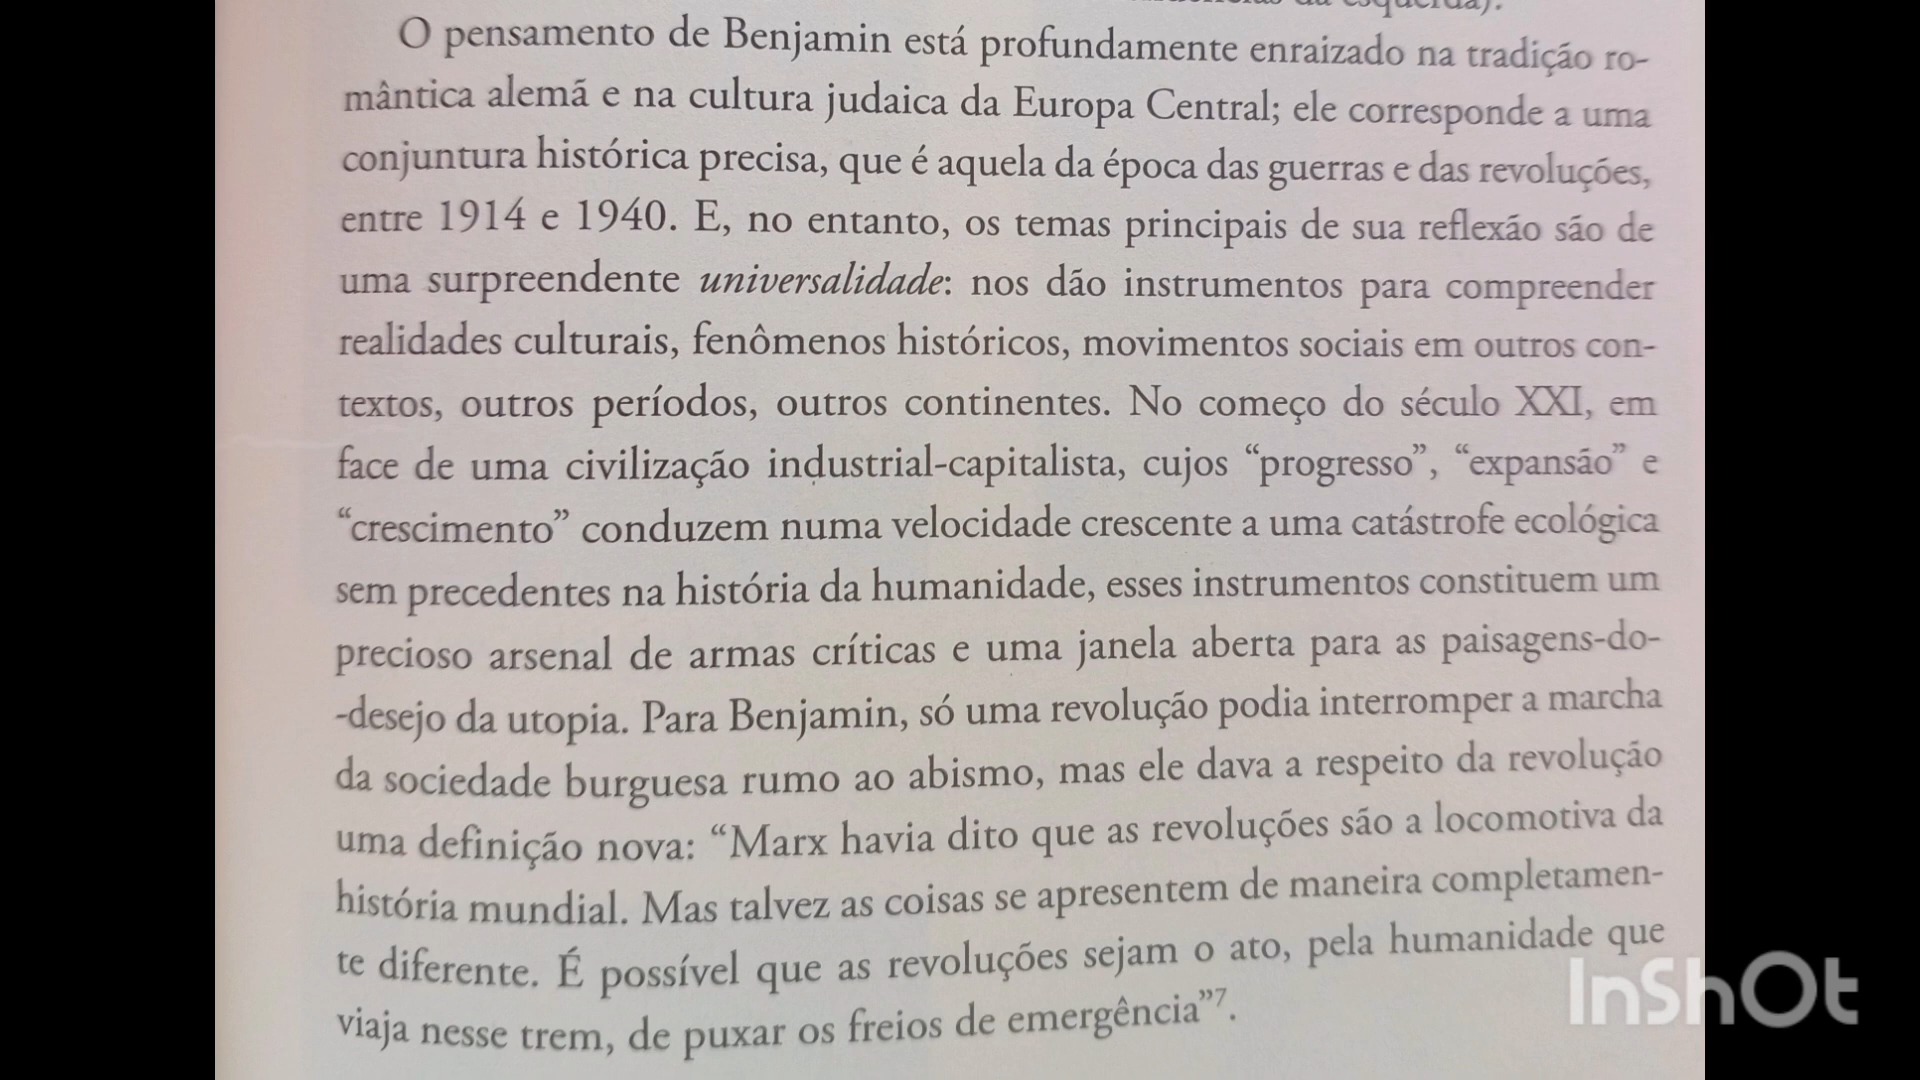 esquerda).
O pensamento de Benjamin está profundamente enraizado na tradição ro-
mântica alemã e na cultura judaica da Europa Central; ele corresponde a uma
conjuntura histórica precisa, que é aquela da época das guerras e das revoluções,
entre 1914 e 1940. E, no entanto, os temas principais de sua reflexão são de
uma surpreendente universalidade: nos dão instrumentos para compreender
realidades culturais, fenômenos históricos, movimentos sociais em outros con-
textos, outros períodos, outros continentes. No começo do século XXI, em
face de uma civilização industrial-capitalista, cujos “progresso”, “expansão” e
“crescimento” conduzem numa velocidade crescente a uma catástrofe ecológica
sem precedentes na história da humanidade, esses instrumentos constituem um
precioso arsenal de armas críticas e uma janela aberta para as paisagens-do-
-desejo da utopia. Para Benjamin, só uma revolução podia interromper a marcha
da sociedade burguesa rumo ao abismo, mas ele dava a respeito da revolução
uma definição nova: “Marx havia dito que as revoluções são a locomotiva da
história mundial. Mas talvez as coisas se apresentem de maneira completamen-
te diferente. É possível que as revoluções sejam o ato, pela humanidade que
viaja nesse trem, de puxar os freios de emergência”⁷.
InShOt